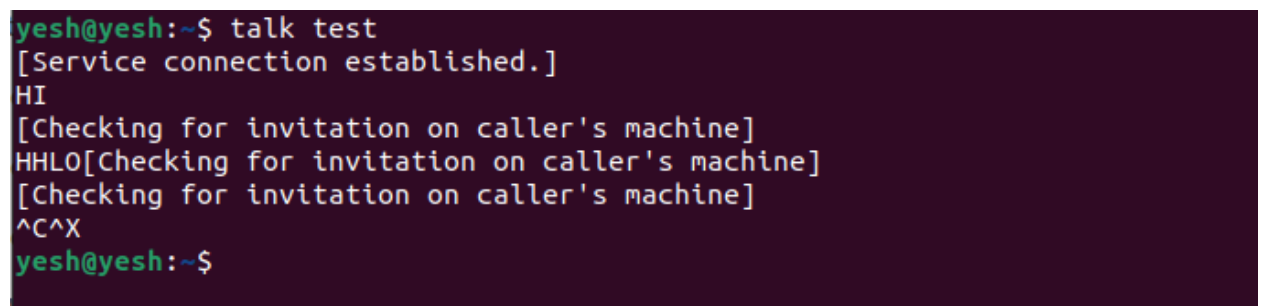 yesh@yesh:~$ talk test
[Service connection established.]
HI
[Checking for invitation on caller's machine]
HHLO[Checking for invitation on caller's machine]
[Checking for invitation on caller's machine]
^C^X
yesh@yesh:~$